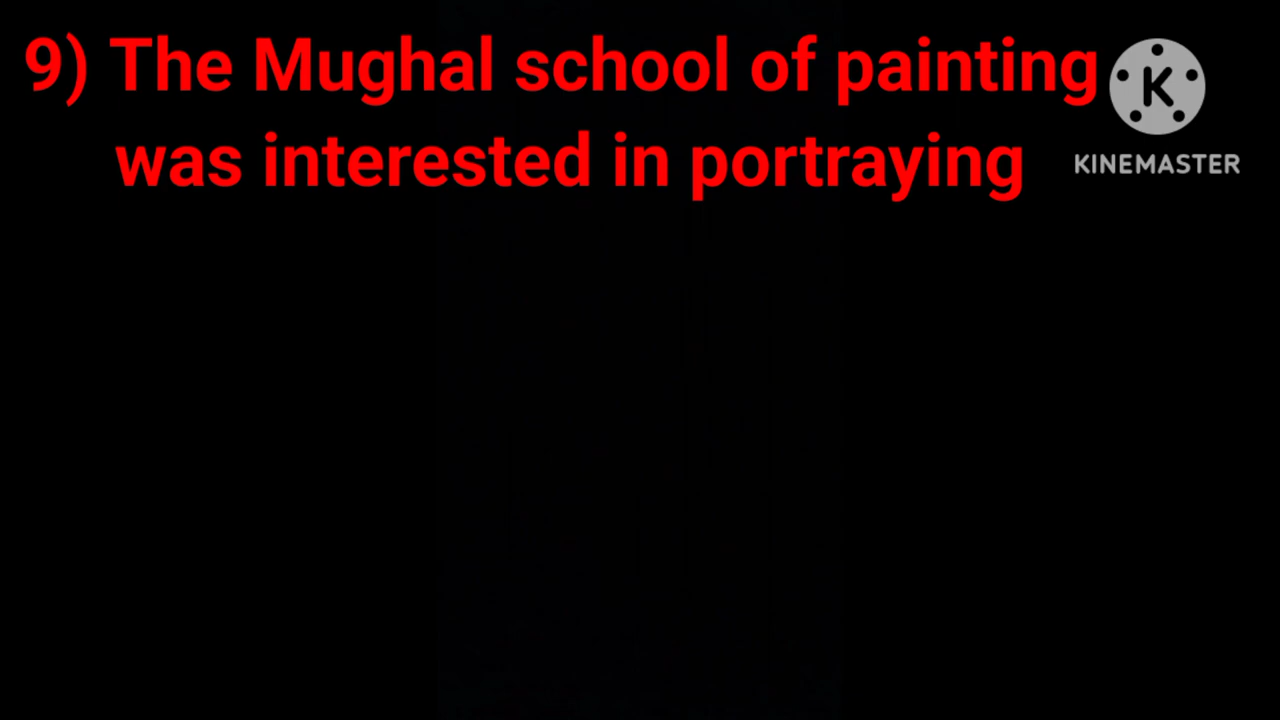 9) The Mughal school of painting
was interested in portraying
KINEMASTER